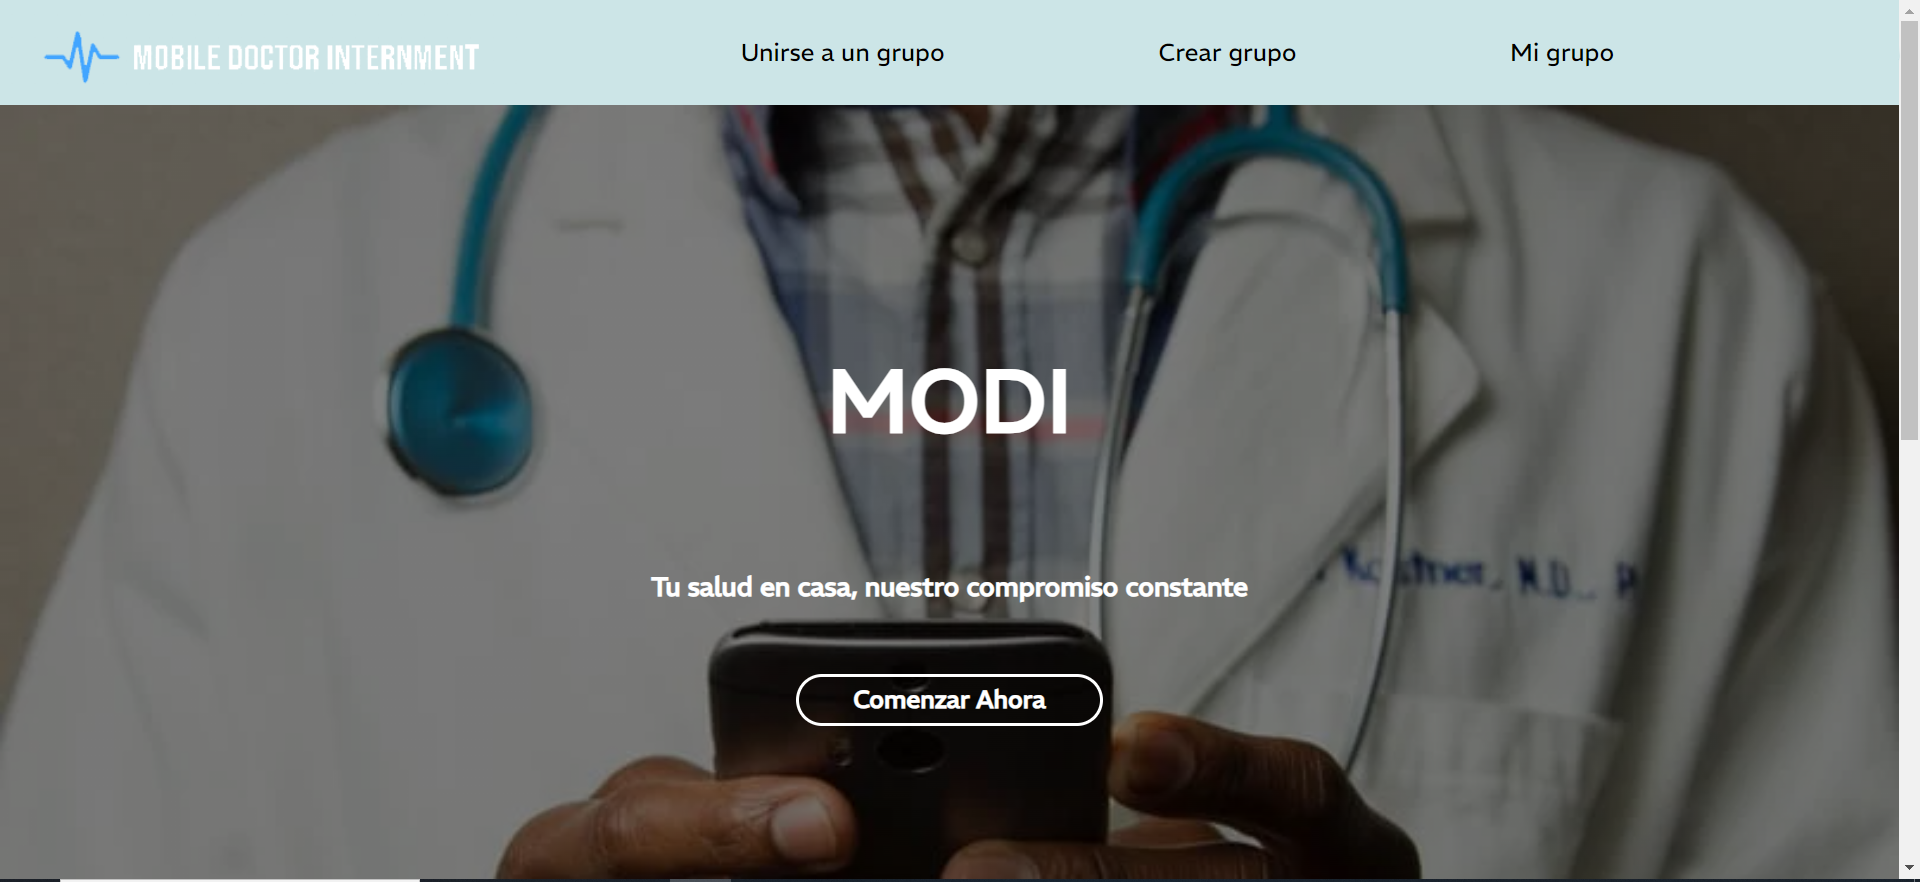 MOBILE DOCTOR INTERNMENT
Unirse a un grupo
Crear grupo
Mi grupo
MODI
Tu salud en casa, nuestro compromiso constante
M.D.
Comenzar Ahora